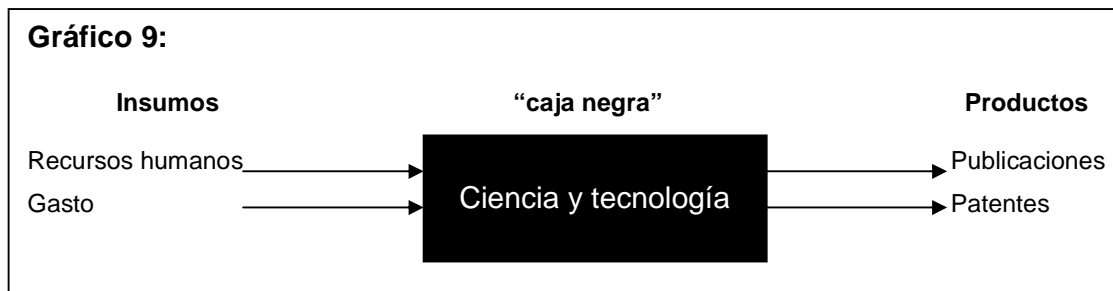 Gráfico 9:
Insumos “caja negra” Productos
Recursos humanos Publicaciones
Ciencia y tecnología
Gasto Patentes